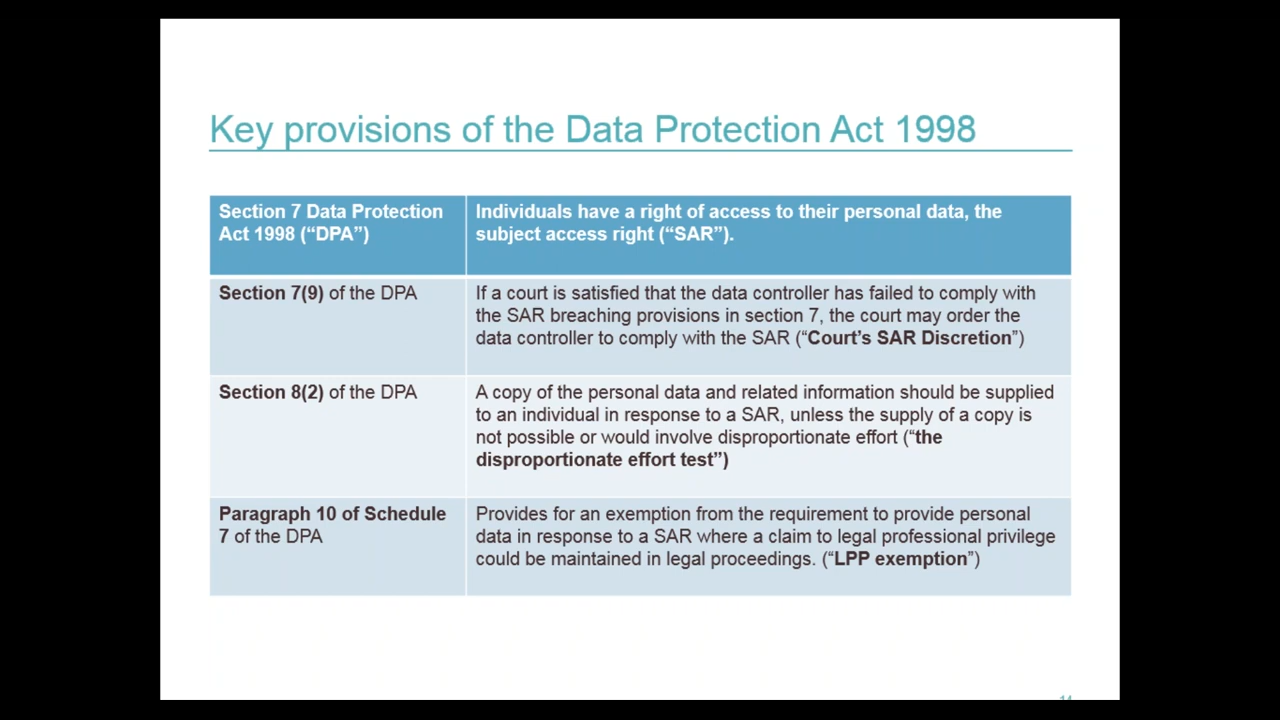 Key provisions of the Data Protection Act 1998
Section 7 Data Protection
Act 1998 (“DPA”)
Individuals have a right of access to their personal data, the
subject access right (“SAR”).
Section 7(9) of the DPA
If a court is satisfied that the data controller has failed to comply with
the SAR breaching provisions in section 7, the court may order the
data controller to comply with the SAR (“Court’s SAR Discretion”)
Section 8(2) of the DPA
A copy of the personal data and related information should be supplied
to an individual in response to a SAR, unless the supply of a copy is
not possible or would involve disproportionate effort (“the
disproportionate effort test”)
Paragraph 10 of Schedule
7 of the DPA
Provides for an exemption from the requirement to provide personal
data in response to a SAR where a claim to legal professional privilege
could be maintained in legal proceedings. (“LPP exemption”)